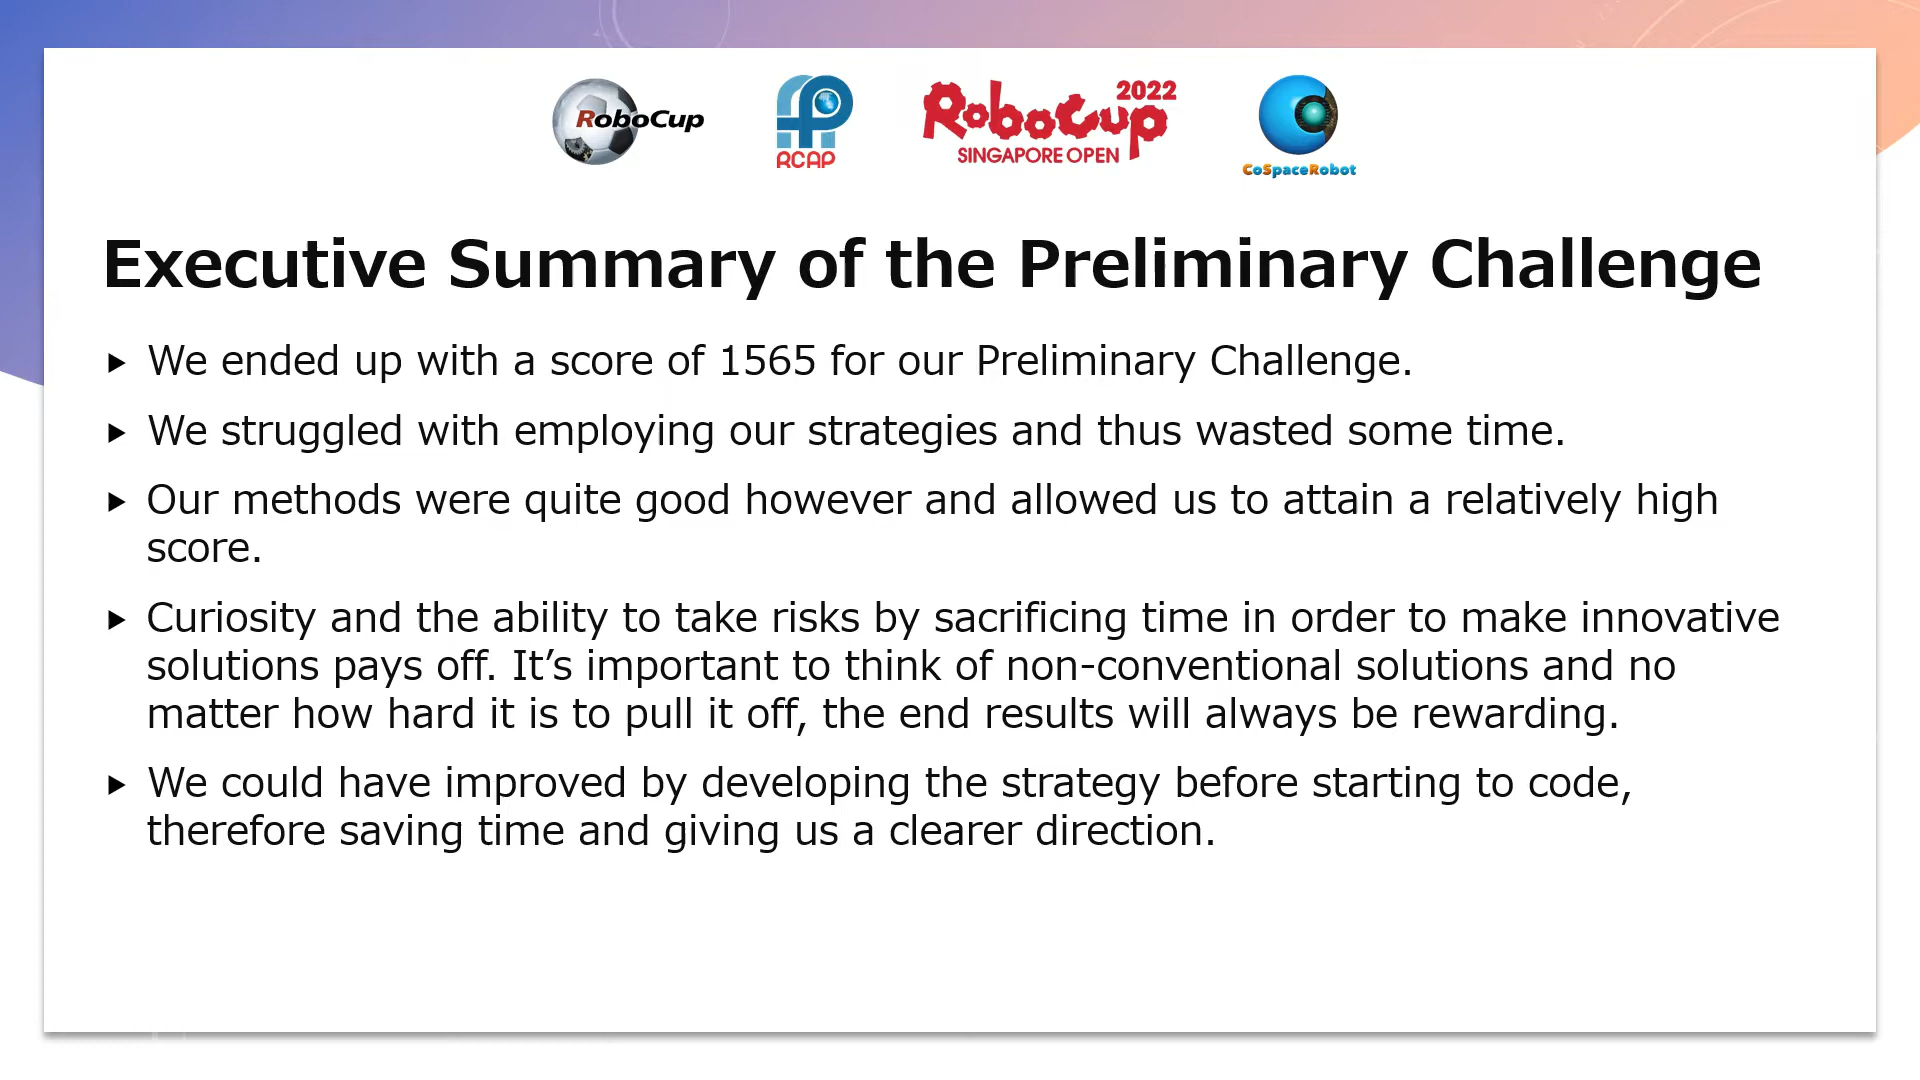 RoboCup
RCAP
RoboCup 2022
SINGAPORE OPEN
CoSpaceRobot
Executive Summary of the Preliminary Challenge
We ended up with a score of 1565 for our Preliminary Challenge.
We struggled with employing our strategies and thus wasted some time.
Our methods were quite good however and allowed us to attain a relatively high
score.
Curiosity and the ability to take risks by sacrificing time in order to make innovative
solutions pays off. It’s important to think of non-conventional solutions and no
matter how hard it is to pull it off, the end results will always be rewarding.
We could have improved by developing the strategy before starting to code,
therefore saving time and giving us a clearer direction.